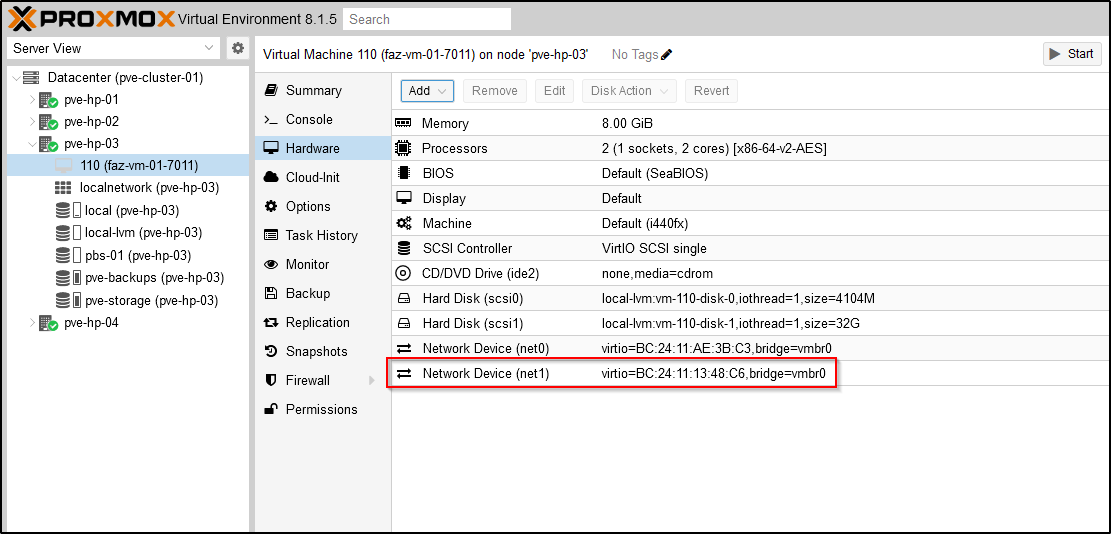 PROXMOX Virtual Environment 8.1.5 Search
Server View
Datacenter (pve-cluster-01)
pve-hp-01
pve-hp-02
pve-hp-03
110 (faz-vm-01-7011)
localnetwork (pve-hp-03)
local (pve-hp-03)
local-lvm (pve-hp-03)
pbs-01 (pve-hp-03)
pve-backups (pve-hp-03)
pve-storage (pve-hp-03)
pve-hp-04
Virtual Machine 110 (faz-vm-01-7011) on node 'pve-hp-03' No Tags Start
Summary
Console
Hardware
Cloud-Init
Options
Task History
Monitor
Backup
Replication
Snapshots
Firewall
Permissions
Add Remove Edit Disk Action Revert
Memory 8.00 GiB
Processors 2 (1 sockets, 2 cores) [x86-64-v2-AES]
BIOS Default (SeaBIOS)
Display Default
Machine Default (i440fx)
SCSI Controller VirtIO SCSI single
CD/DVD Drive (ide2) none,media=cdrom
Hard Disk (scsi0) local-lvm:vm-110-disk-0,iothread=1,size=4104M
Hard Disk (scsi1) local-lvm:vm-110-disk-1,iothread=1,size=32G
Network Device (net0) virtio=BC:24:11:AE:3B:C3,bridge=vmbr0
Network Device (net1) virtio=BC:24:11:13:48:C6,bridge=vmbr0